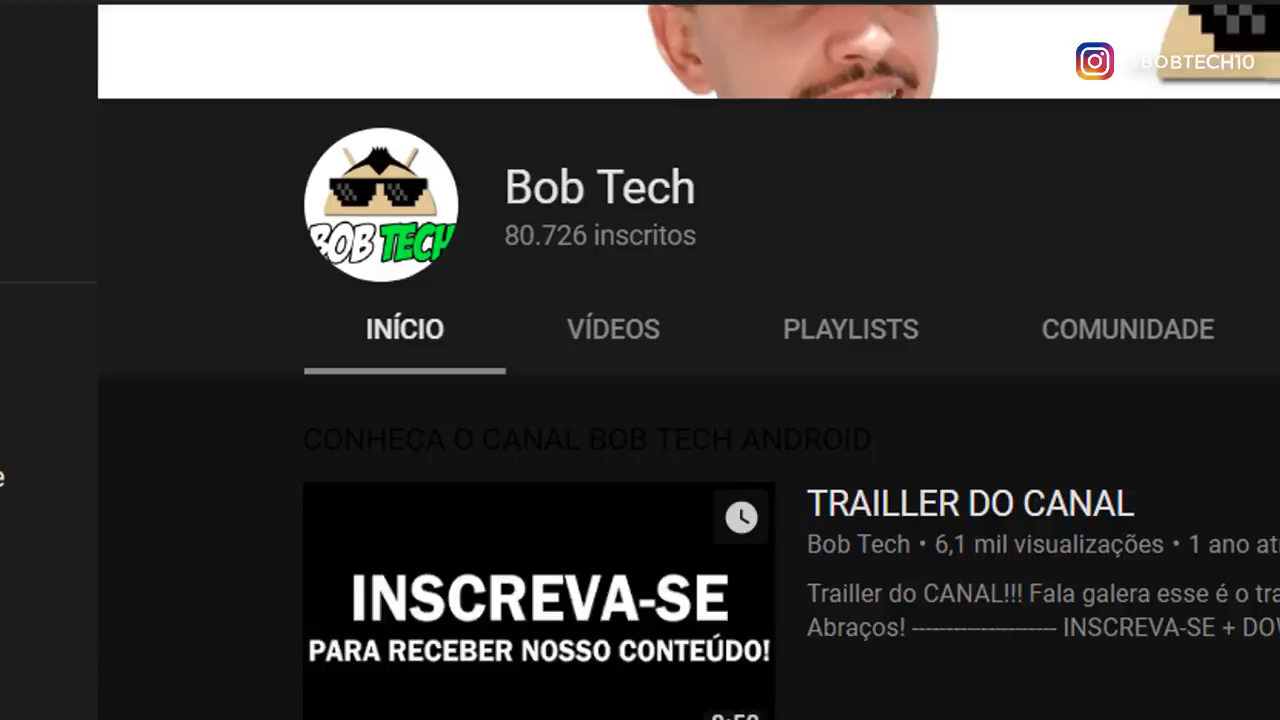 BOBTECH10
BOB TECH
Bob Tech
80.726 inscritos
INÍCIO VÍDEOS PLAYLISTS COMUNIDADE
CONHEÇA O CANAL BOB TECH ANDROID
INSCREVA-SE
PARA RECEBER NOSSO CONTEÚDO!
TRAILLER DO CANAL
Bob Tech • 6,1 mil visualizações • 1 ano at
Trailler do CANAL!!! Fala galera esse é o tra
Abraços! -------------------- INSCREVA-SE + DOW